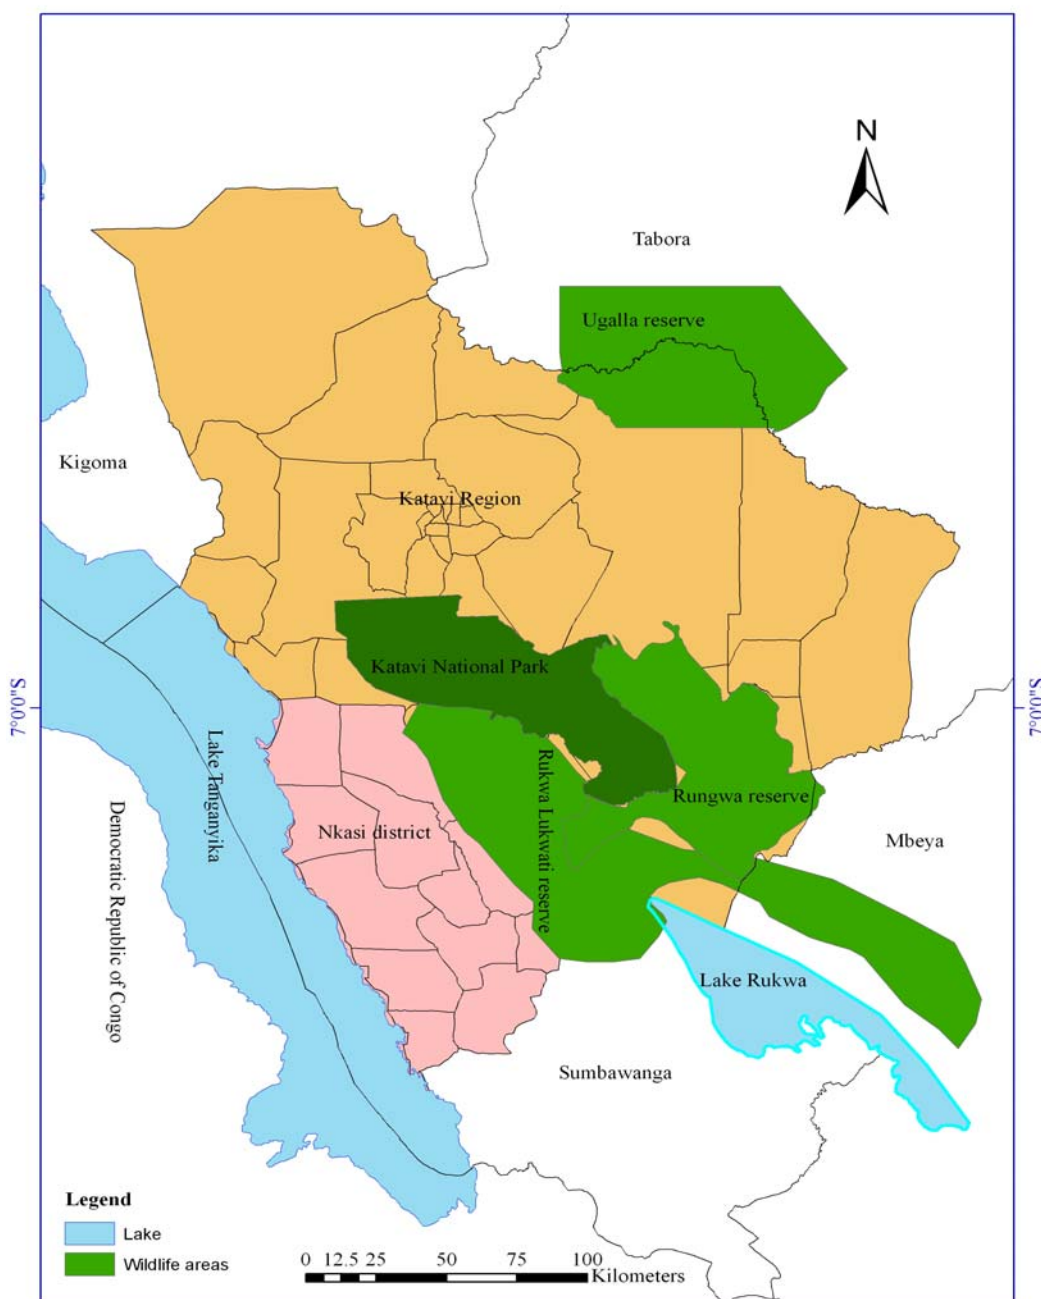 N
Tabora
Ugalla reserve
Kigoma
Katavi Region
Katavi National Park
7°0'0"S
7°0'0"S
Lake Tanganyika
Rukwa Lukwati reserve
Rungwa reserve
Democratic Republic of Congo
Nkasi district
Mbeya
Lake Rukwa
Sumbawanga
Legend
Lake
Wildlife areas
0 12.5 25 50 75 100
Kilometers